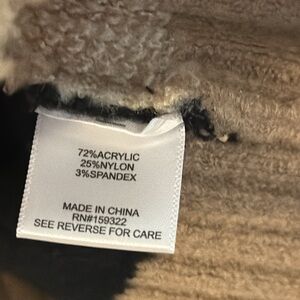 72%ACRYLIC
25%NYLON
3%SPANDEX
MADE IN CHINA
RN#159322
SEE REVERSE FOR CARE